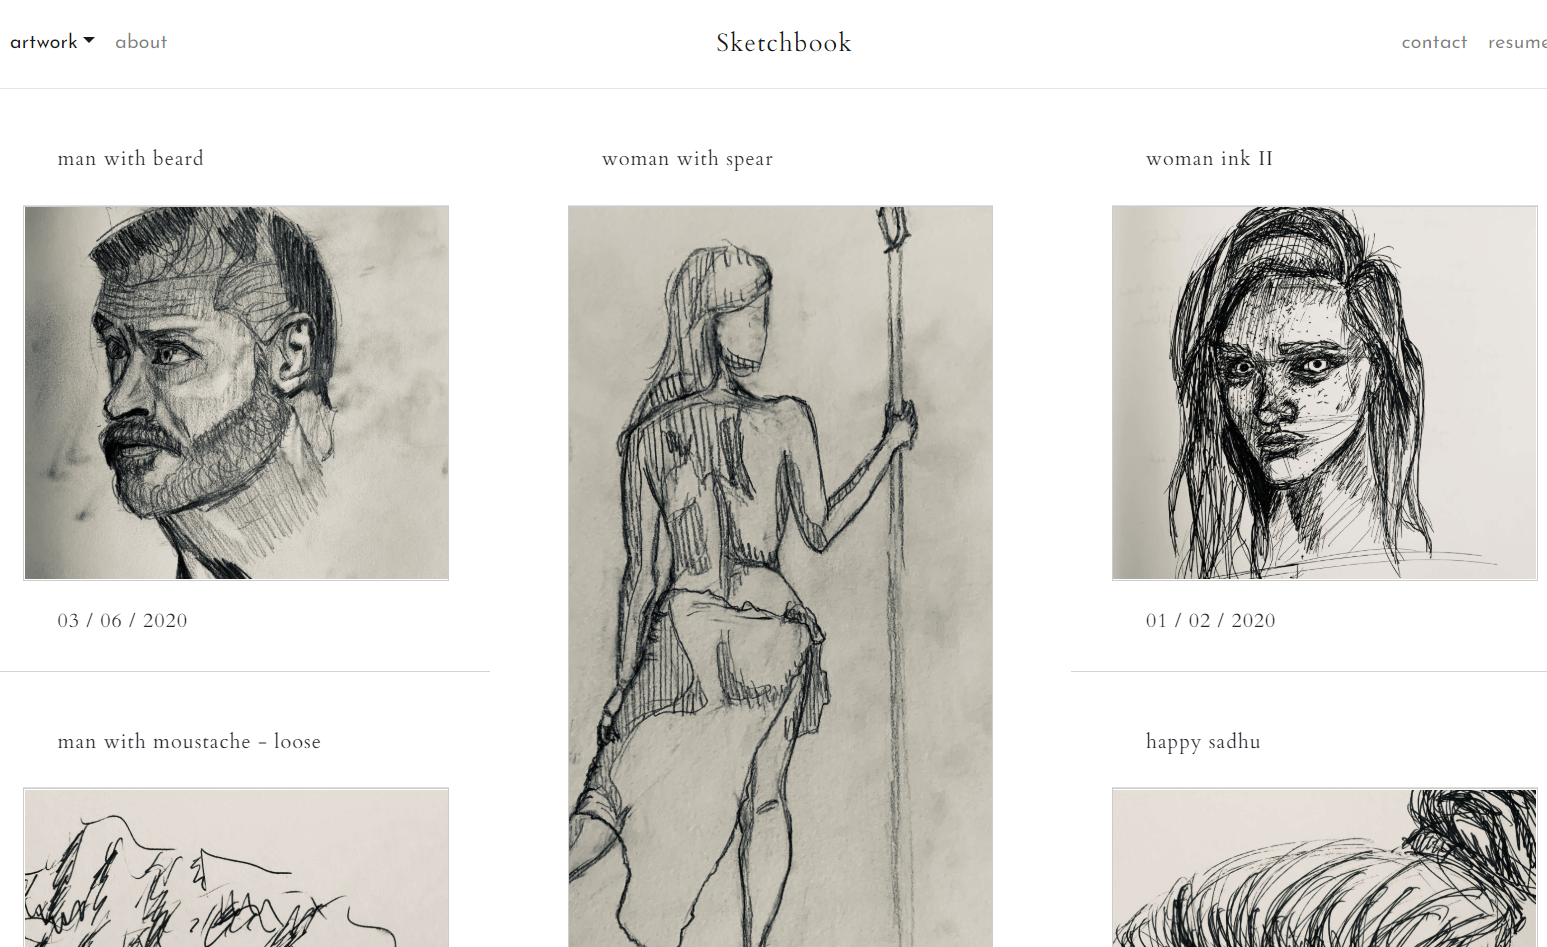 artwork about Sketchbook contact resume
man with beard
03 / 06 / 2020
man with moustache - loose
woman with spear
woman ink II
01 / 02 / 2020
happy sadhu